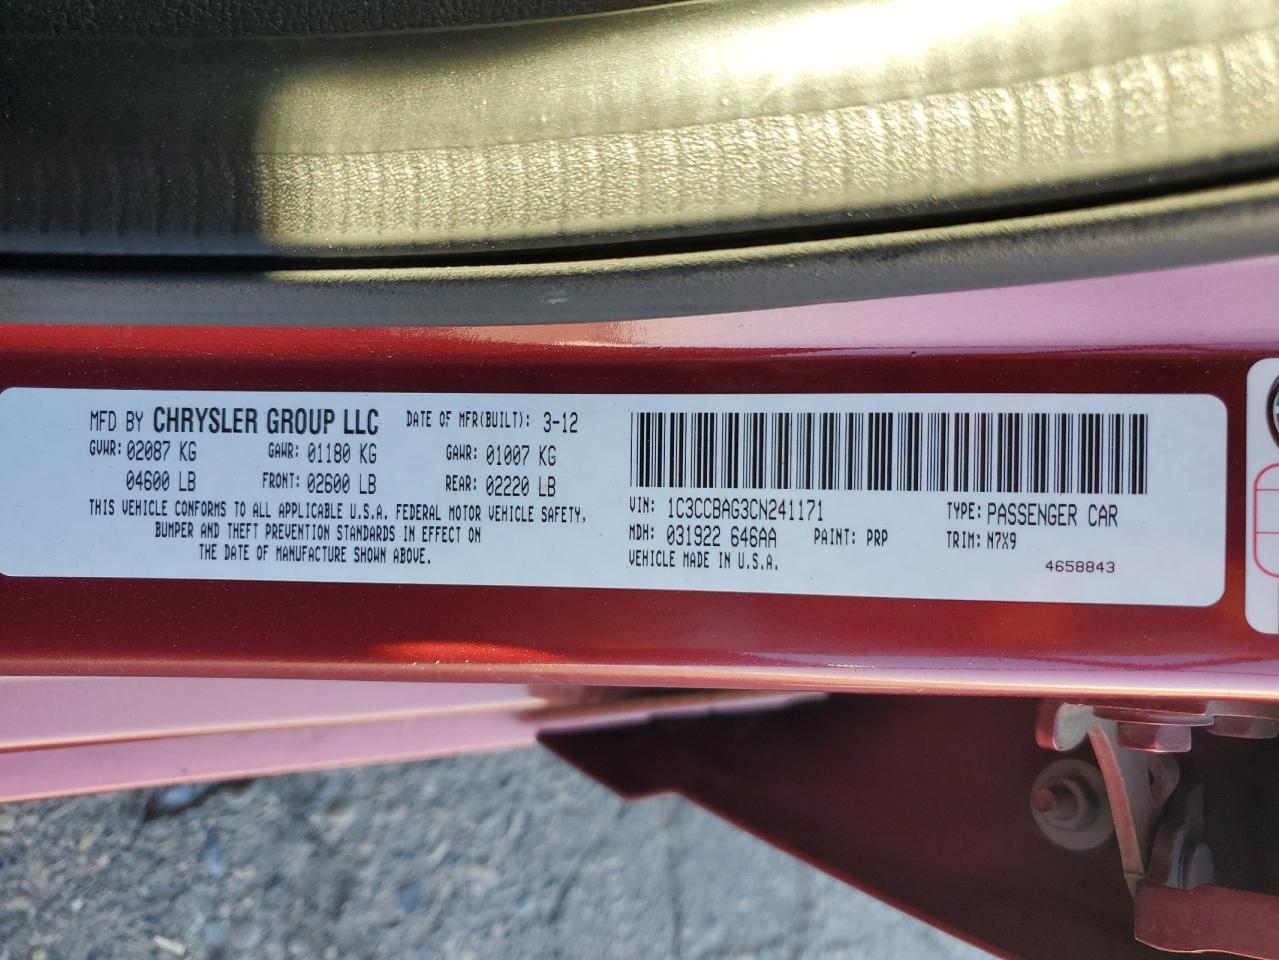 MFD BY CHRYSLER GROUP LLC DATE OF MFR(BUILT): 3-12
GVWR: 02087 KG GAWR: 01180 KG GAWR: 01007 KG
04600 LB FRONT: 02600 LB REAR: 02220 LB
THIS VEHICLE CONFORMS TO ALL APPLICABLE U.S.A. FEDERAL MOTOR VEHICLE SAFETY,
BUMPER AND THEFT PREVENTION STANDARDS IN EFFECT ON
THE DATE OF MANUFACTURE SHOWN ABOVE.
VIN: 1C3CCBAG3CN241171 TYPE: PASSENGER CAR
MDH: 031922 646AA PAINT: PRP TRIM: N7X9
VEHICLE MADE IN U.S.A. 4658843